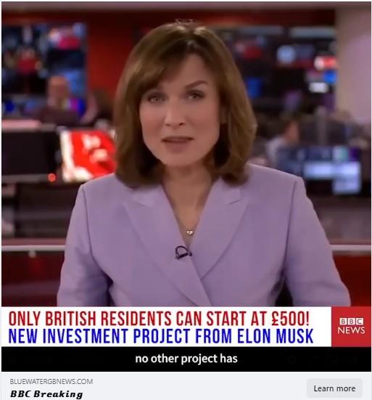 ONLY BRITISH RESIDENTS CAN START AT £500!
NEW INVESTMENT PROJECT FROM ELON MUSK
BBC
NEWS
no other project has
BLUEWATERGBNEWS.COM
BBC Breaking
Learn more